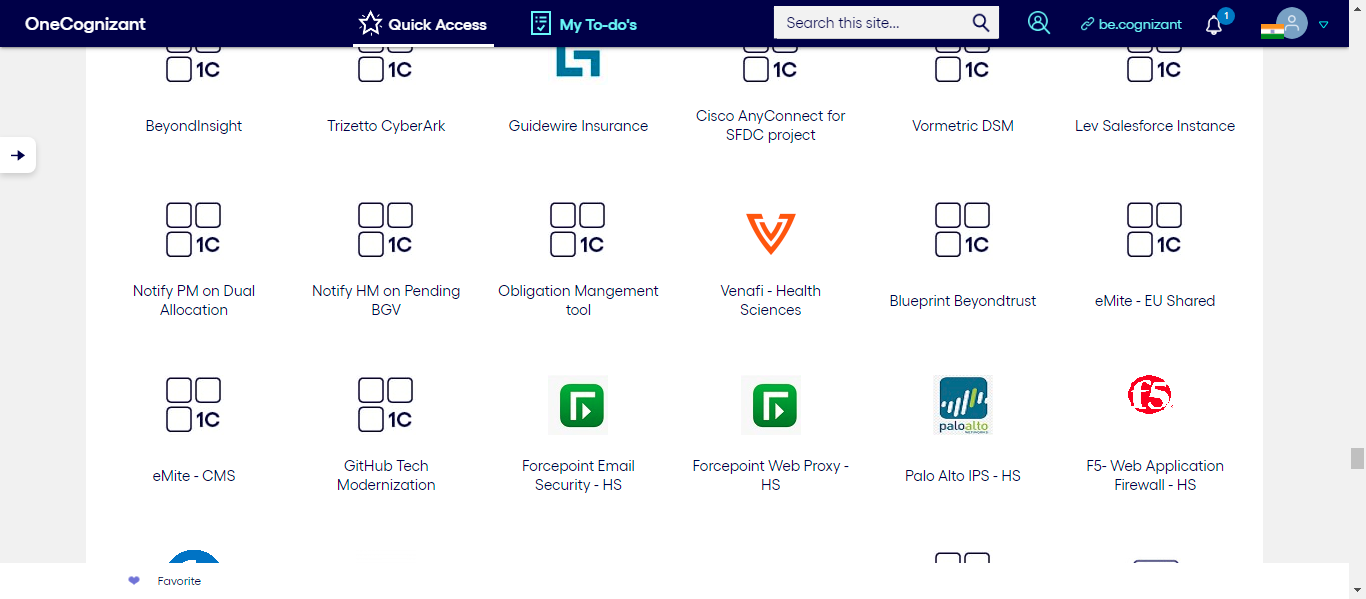 OneCognizant
Quick Access
My To-do's
Search this site...
be.cognizant
1
1C
1C
1C
1C
1C
BeyondInsight
Trizetto CyberArk
Guidewire Insurance
Cisco AnyConnect for
SFDC project
Vormetric DSM
Lev Salesforce Instance
1C
1C
1C
1C
1C
Notify PM on Dual
Allocation
Notify HM on Pending
BGV
Obligation Mangement
tool
Venafi - Health
Sciences
Blueprint Beyondtrust
eMite - EU Shared
1C
1C
paloalto
NETWORKS
f5
eMite - CMS
GitHub Tech
Modernization
Forcepoint Email
Security - HS
Forcepoint Web Proxy -
HS
Palo Alto IPS - HS
F5- Web Application
Firewall - HS
Favorite